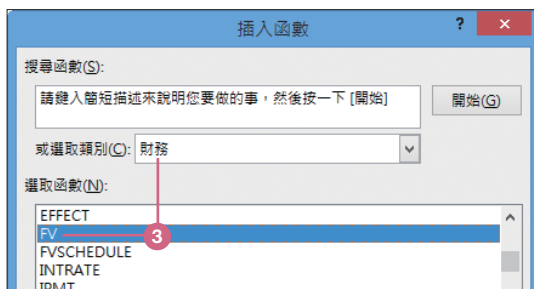 插入函數 ? ×
搜尋函數(S):
請鍵入簡短描述來說明您要做的事，然後按一下 [開始] 開始(G)
或選取類別(C): 財務
選取函數(N):
EFFECT
FV 3
FVSCHEDULE
INTRATE
IPMT